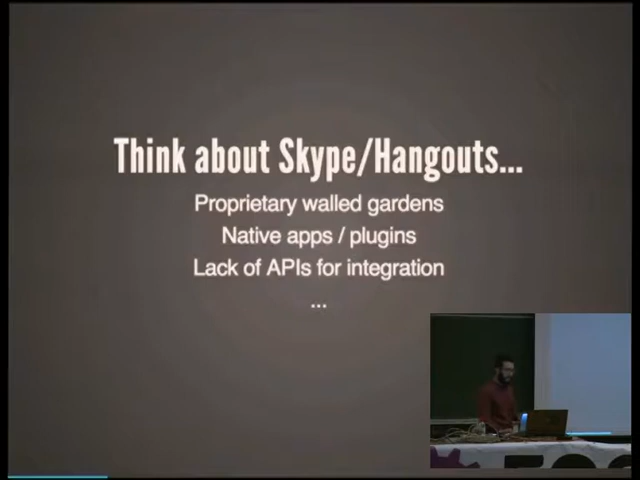 Think about Skype/Hangouts...
Proprietary walled gardens
Native apps / plugins
Lack of APIs for integration
...